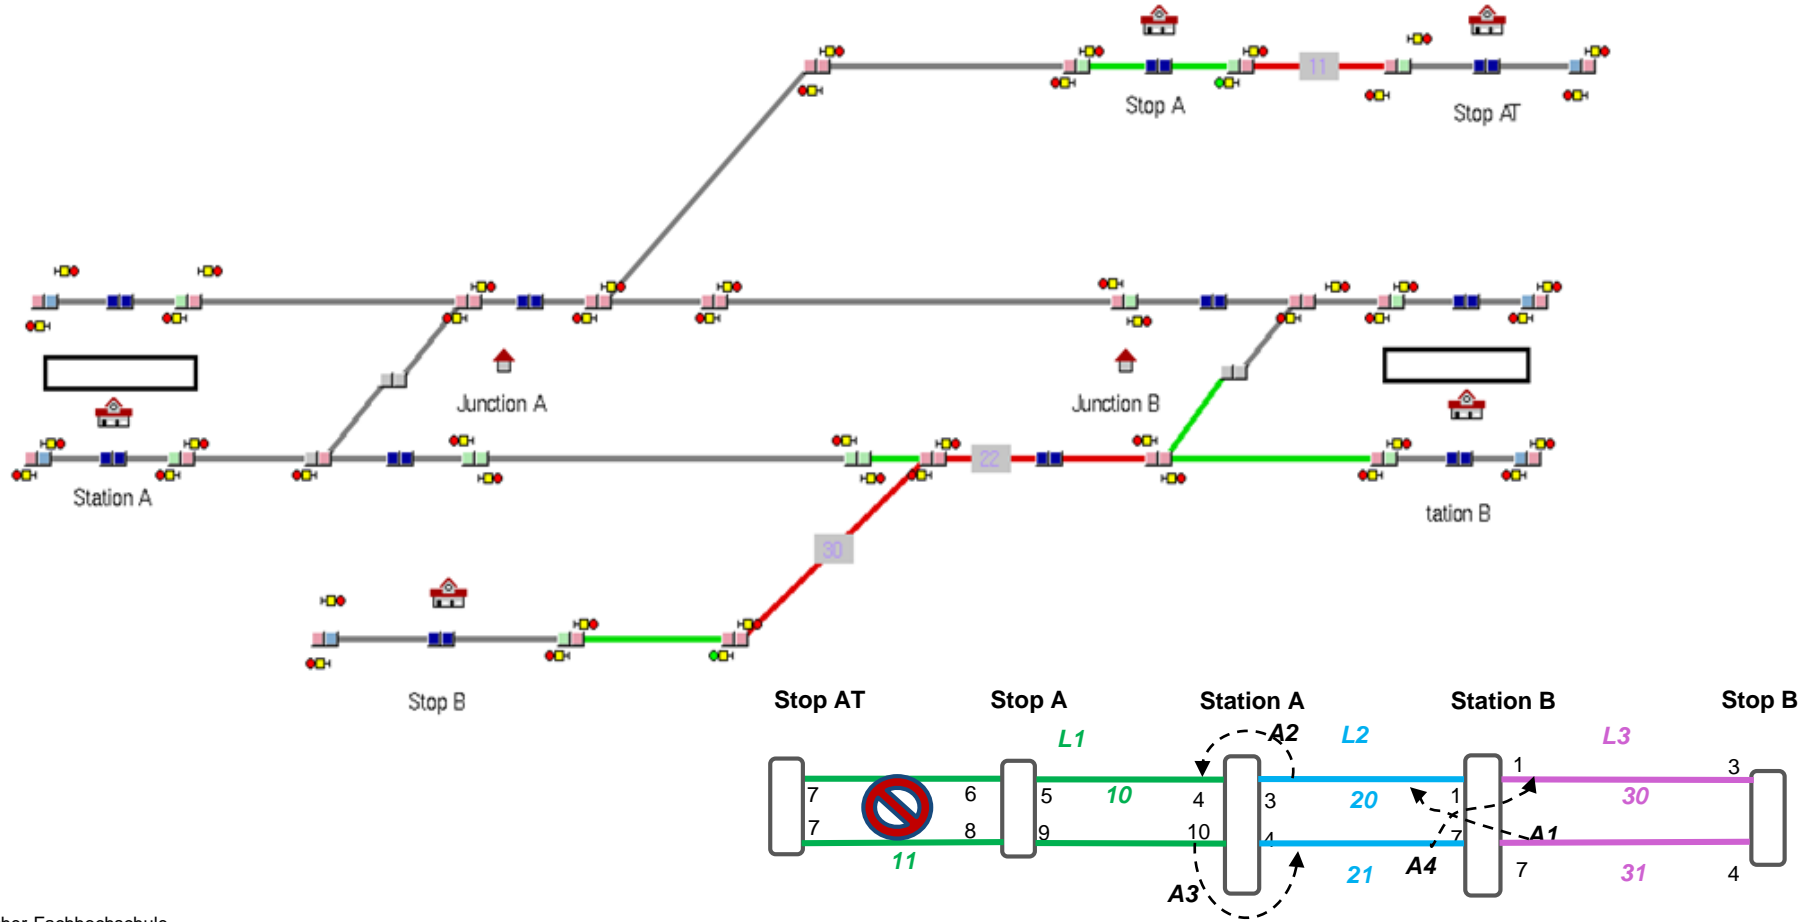 11
Stop A
Stop AT
Junction A
Junction B
22
Station A
tation B
30
Stop B
Stop AT Stop A Station A Station B Stop B
L1 A2 L2 L3
7 6 5 10 4 3 20 1 1 30 3
7 8 9 10 4 7 A1
11 A3 21 A4 7 31 4
her Fachhochschule